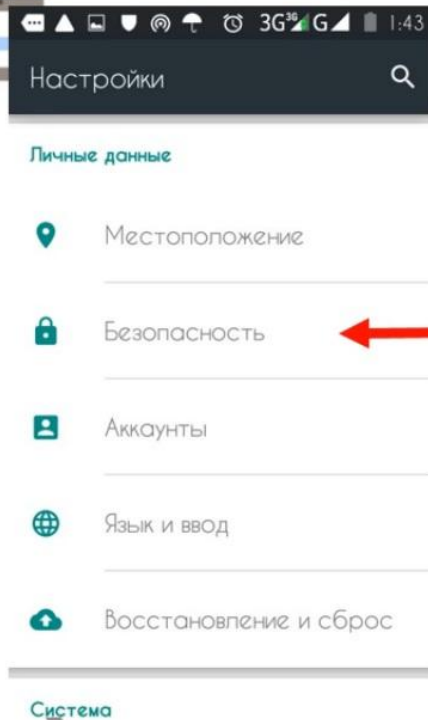 3G 3G G 1:43
Настройки
Личные данные
Местоположение
Безопасность
Аккаунты
Язык и ввод
Восстановление и сброс
Система